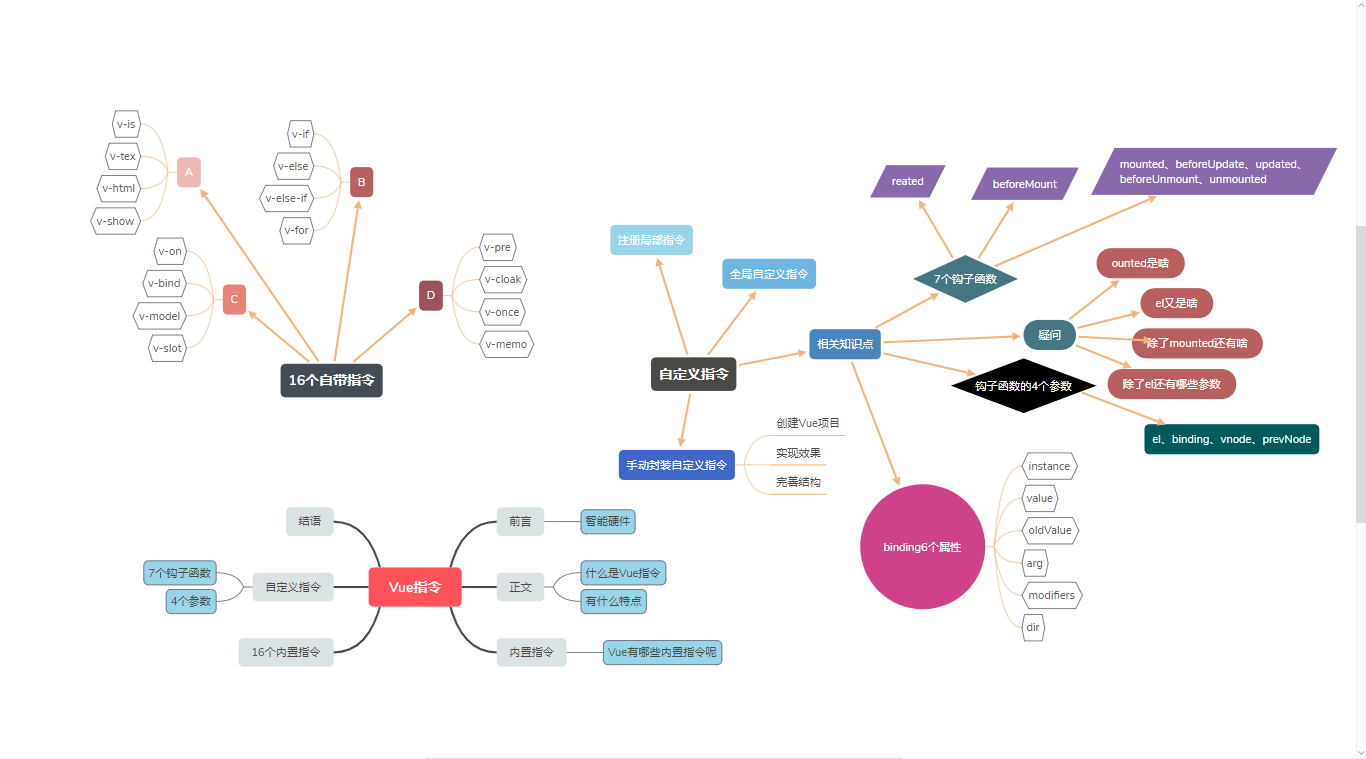 v-is
v-tex
v-html
v-show
A
v-if
v-else
v-else-if
v-for
B
v-on
v-bind
v-model
v-slot
C
v-pre
v-cloak
v-once
v-memo
D
16个自带指令
注册局部指令
全局自定义指令
自定义指令
手动封装自定义指令
创建Vue项目
实现效果
完善结构
相关知识点
7个钩子函数
reated
beforeMount
mounted、beforeUpdate、updated、
beforeUnmount、unmounted
疑问
ounted是啥
el又是啥
除了mounted还有啥
除了el还有哪些参数
钩子函数的4个参数
el、binding、vnode、prevNode
binding6个属性
instance
value
oldValue
arg
modifiers
dir
Vue指令
前言
智能硬件
正文
什么是Vue指令
有什么特点
内置指令
Vue有哪些内置指令呢
结语
自定义指令
7个钩子函数
4个参数
16个内置指令